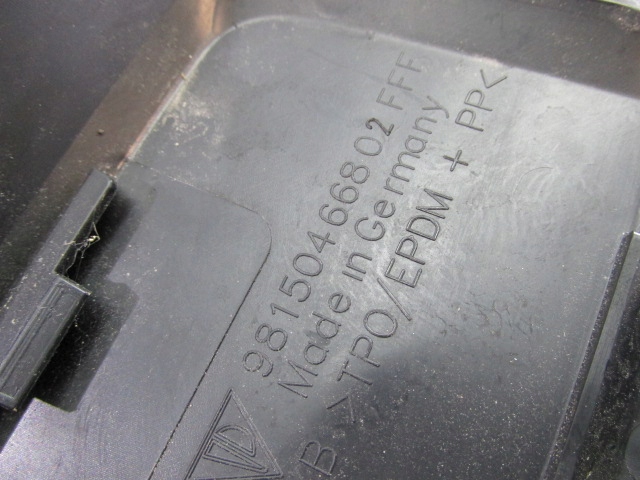 98150466802 FFF
Made in Germany
B >TPO/EPDM + PP<